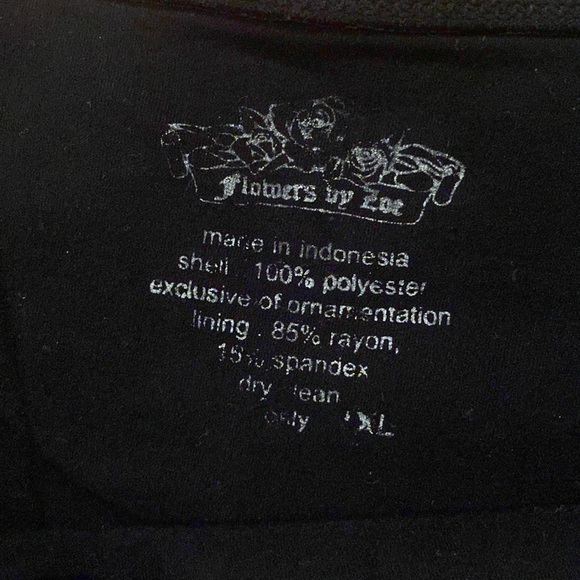 Flowers by Zoe
made in indonesia
shell . 100% polyester
exclusive of ornamentation
lining . 85% rayon,
15% spandex
dry clean
only XL